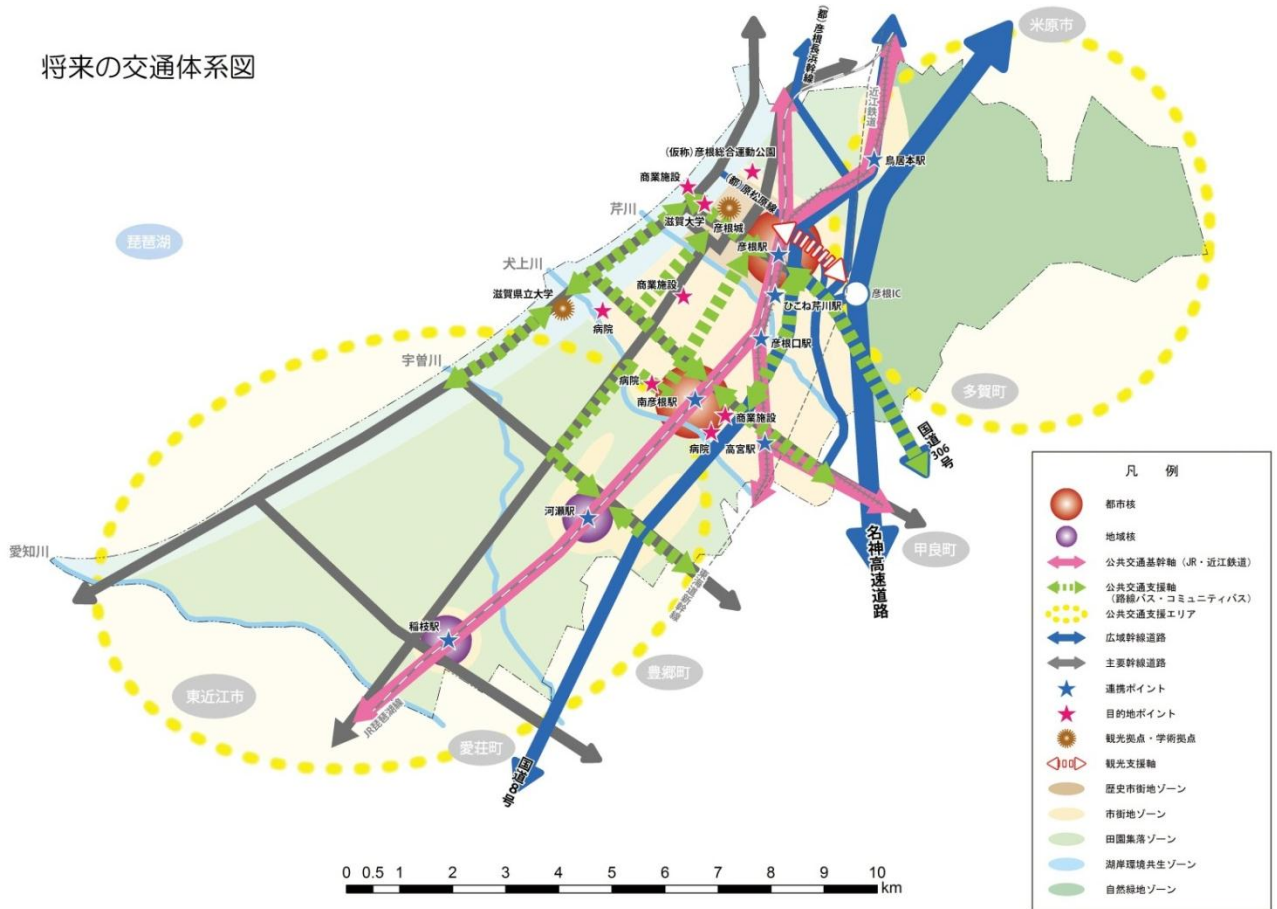 将来の交通体系図
米原市
(都)彦根長浜幹線
近江鉄道
鳥居本駅
(仮称)彦根総合運動公園
商業施設
(都)原松原線
芹川
滋賀大学
彦根城
琵琶湖
彦根駅
犬上川
滋賀県立大学
商業施設
ひこね芹川駅
彦根IC
病院
彦根口駅
宇曽川
病院
南彦根駅
多賀町
商業施設
病院
高宮駅
国道306号
河瀬駅
愛知川
名神高速道路
甲良町
東海道新幹線
稲枝駅
豊郷町
東近江市
JR琵琶湖線
愛荘町
国道8号
凡 例
都市核
地域核
公共交通基幹軸(JR・近江鉄道)
公共交通支援軸
(路線バス・コミュニティバス)
公共交通支援エリア
広域幹線道路
主要幹線道路
連携ポイント
目的地ポイント
観光拠点・学術拠点
観光支援軸
歴史市街地ゾーン
市街地ゾーン
田園集落ゾーン
湖岸環境共生ゾーン
自然緑地ゾーン
0 0.5 1 2 3 4 5 6 7 8 9 10
km